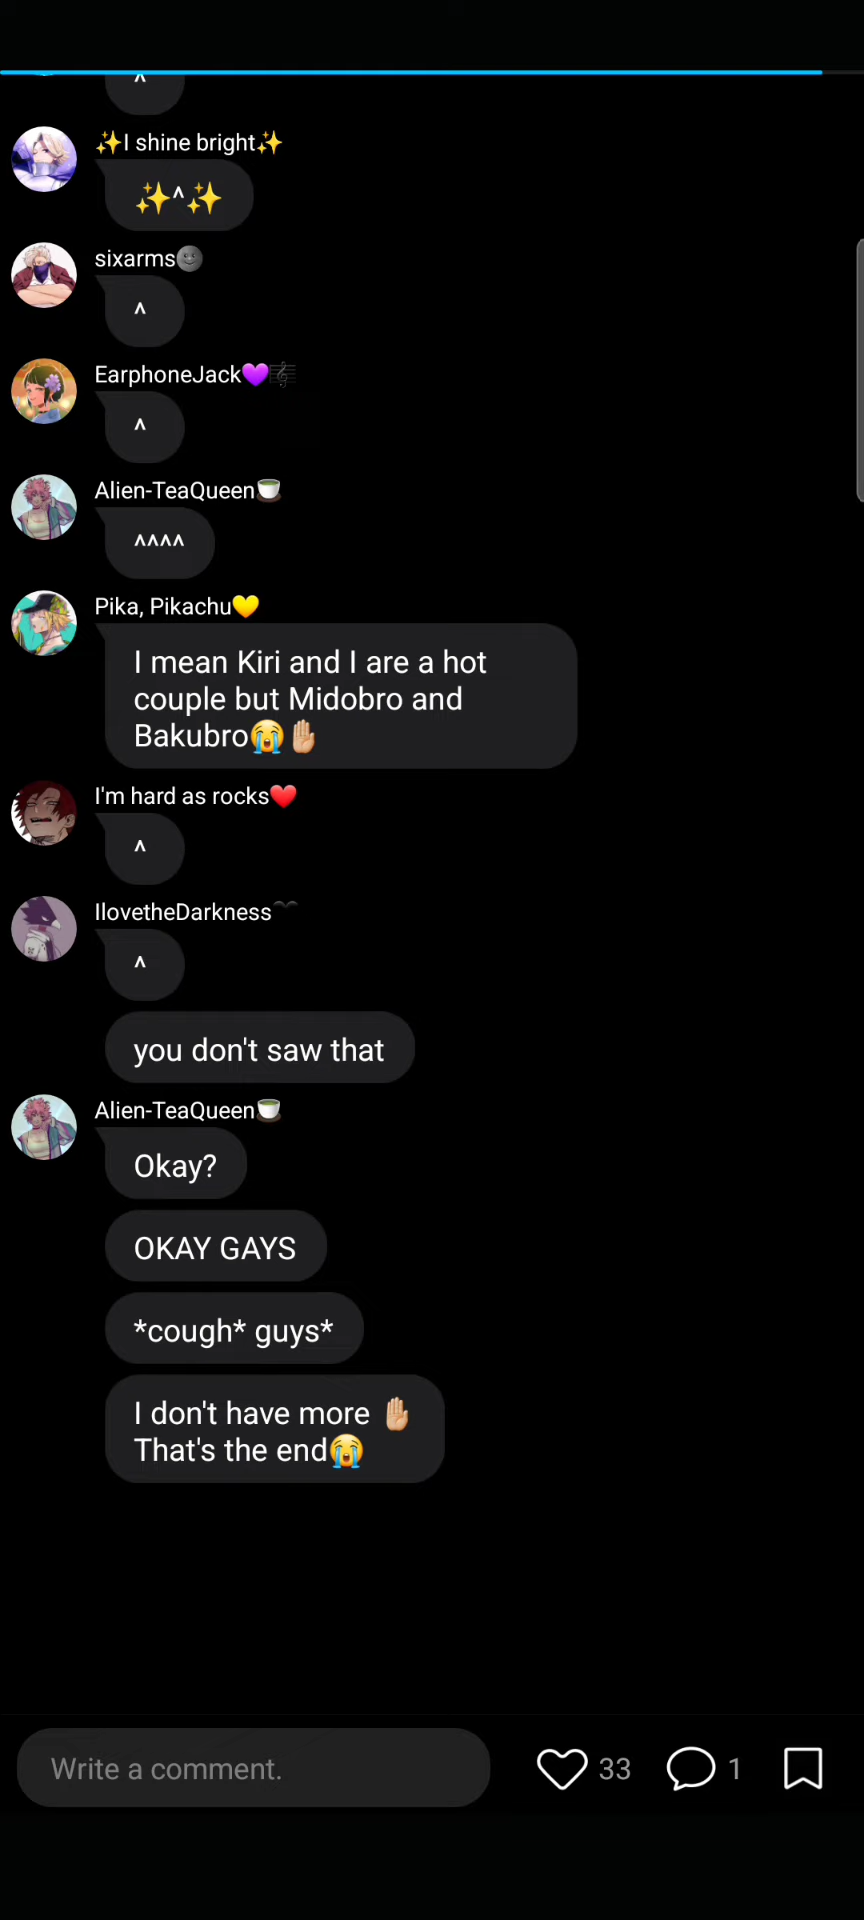 ^
✨I shine bright✨
✨^✨
sixarms🌚
^
EarphoneJack💜🎼
^
Alien-TeaQueen🍵
^^^^
Pika, Pikachu💛
I mean Kiri and I are a hot
couple but Midobro and
Bakubro😭✋🏼
I'm hard as rocks❤️
^
IlovetheDarkness🖤
^
you don't saw that
Alien-TeaQueen🍵
Okay?
OKAY GAYS
*cough* guys*
I don't have more ✋🏼
That's the end😭
Write a comment.
33
1